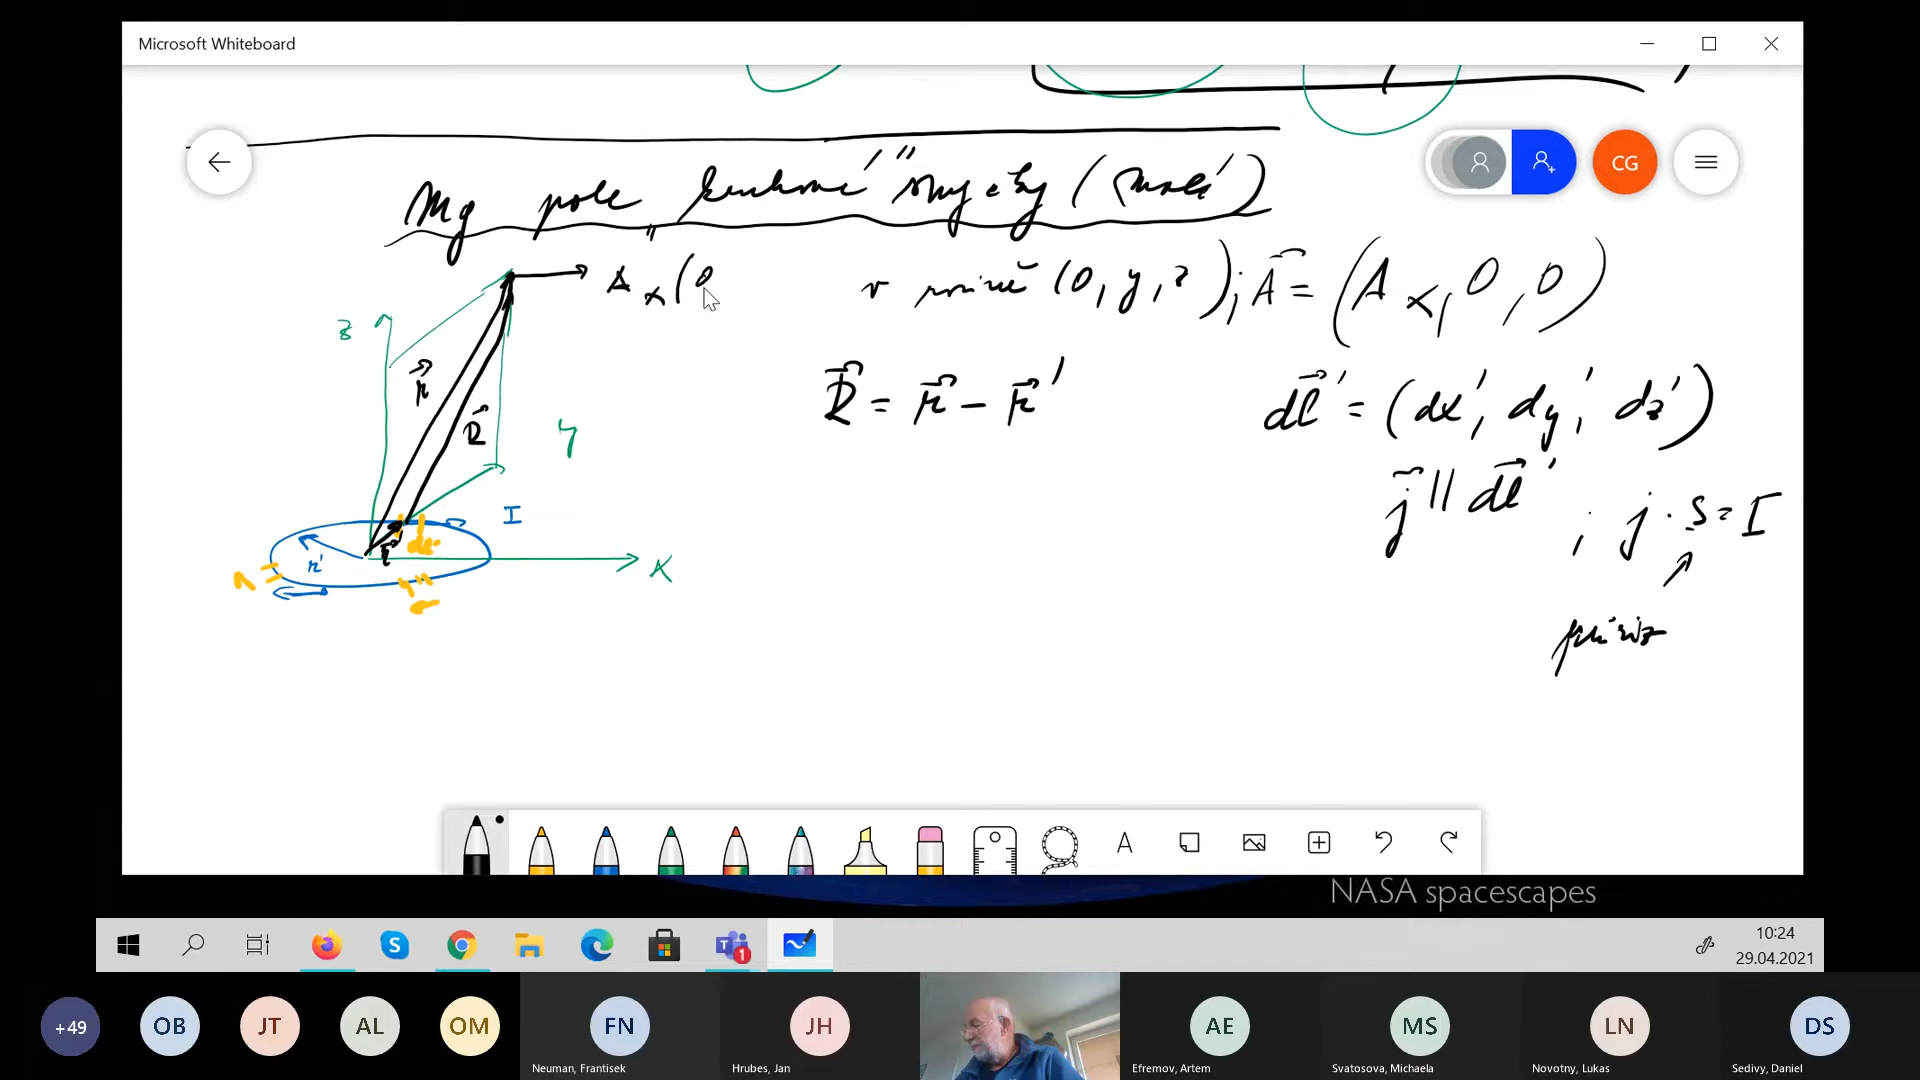 Microsoft Whiteboard
CG
Mg pole kruhové "smyčky" (malé)
A x (0
v rovině (0, y, z); A = (A x, 0, 0)
z
r
R
y
R = r - r'
dl' = (dx', dy', dz')
j || dl' ; j · S = I
I
r'
r'
dl'
x
průřez
A
NASA spacescapes
10:24
29.04.2021
1
+49
OB
JT
AL
OM
FN
Neuman, Frantisek
JH
Hrubes, Jan
AE
Efremov, Artem
MS
Svatosova, Michaela
LN
Novotny, Lukas
DS
Sedivy, Daniel